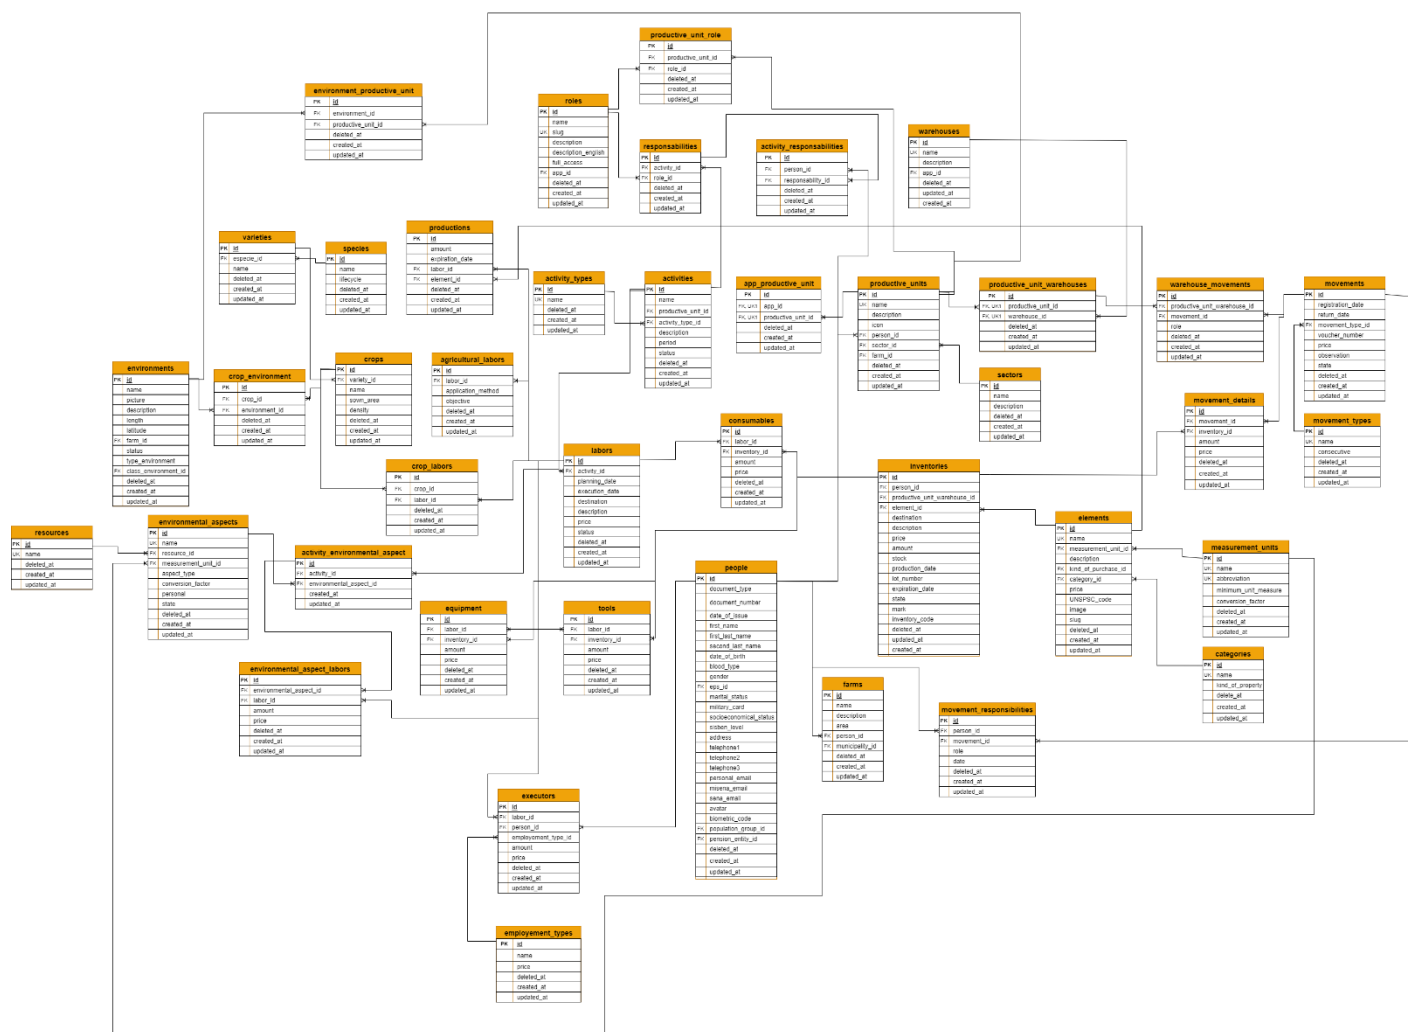 productive_unit_role
PK id
FK productive_unit_id
FK role_id
deleted_at
created_at
updated_at
environment_productive_unit
PK id
FK environment_id
FK productive_unit_id
deleted_at
created_at
updated_at
roles
PK id
name
UK slug
description
description_english
full_access
FK app_id
deleted_at
created_at
updated_at
responsabilities
PK id
FK activity_id
FK role_id
deleted_at
created_at
updated_at
activity_responsabilities
PK id
FK person_id
FK responsability_id
deleted_at
created_at
updated_at
warehouses
PK id
UK name
description
FK app_id
deleted_at
updated_at
created_at
varieties
PK id
FK especie_id
name
deleted_at
created_at
updated_at
species
PK id
name
lifecycle
deleted_at
created_at
updated_at
productions
PK id
amount
expiration_date
FK labor_id
FK element_id
deleted_at
created_at
updated_at
activity_types
PK id
UK name
deleted_at
created_at
updated_at
activities
PK id
name
FK productive_unit_id
FK activity_type_id
description
period
status
deleted_at
created_at
updated_at
app_productive_unit
PK id
FK UK1 app_id
FK UK1 productive_unit_id
deleted_at
created_at
updated_at
productive_units
PK id
UK name
description
icon
FK person_id
FK sector_id
FK farm_id
deleted_at
created_at
updated_at
productive_unit_warehouses
PK id
FK UK1 productive_unit_id
FK UK1 warehouse_id
deleted_at
created_at
updated_at
warehouse_movements
PK id
FK productive_unit_warehouse_id
FK movement_id
role
deleted_at
created_at
updated_at
movements
PK id
registration_date
return_date
FK movement_type_id
voucher_number
price
observation
state
deleted_at
created_at
updated_at
environments
PK id
name
picture
description
length
latitude
FK farm_id
status
type_environment
FK class_environment_id
deleted_at
created_at
updated_at
crop_environment
PK id
FK crop_id
FK environment_id
deleted_at
created_at
updated_at
crops
PK id
FK variety_id
name
sown_area
density
deleted_at
created_at
updated_at
agricultural_labors
PK id
FK labor_id
application_method
objective
deleted_at
created_at
updated_at
sectors
PK id
name
description
deleted_at
created_at
updated_at
movement_details
PK id
FK movement_id
FK inventory_id
amount
price
deleted_at
created_at
updated_at
movement_types
PK id
UK name
consecutive
deleted_at
created_at
updated_at
consumables
PK id
FK labor_id
FK inventory_id
amount
price
deleted_at
created_at
updated_at
labors
PK id
FK activity_id
planning_date
execution_date
destination
description
price
status
deleted_at
created_at
updated_at
crop_labors
PK id
FK crop_id
FK labor_id
deleted_at
created_at
updated_at
inventories
PK id
FK person_id
FK productive_unit_warehouse_id
FK element_id
destination
description
price
amount
stock
production_date
lot_number
expiration_date
state
mark
inventory_code
deleted_at
updated_at
created_at
elements
PK id
UK name
FK measurement_unit_id
description
FK kind_of_purchase_id
FK category_id
price
UNSPSC_code
image
slug
deleted_at
created_at
updated_at
measurement_units
PK id
UK name
UK abbreviation
minimum_unit_measure
conversion_factor
deleted_at
created_at
updated_at
resources
PK id
UK name
deleted_at
created_at
updated_at
environmental_aspects
PK id
UK name
FK resource_id
FK measurement_unit_id
aspect_type
conversion_factor
personal
state
deleted_at
created_at
updated_at
activity_environmental_aspect
PK id
FK activity_id
FK environmental_aspect_id
created_at
updated_at
people
PK id
document_type
document_number
date_of_issue
first_name
first_last_name
second_last_name
date_of_birth
blood_type
gender
FK eps_id
marital_status
military_card
socioeconomical_status
sisben_level
address
telephone1
telephone2
telephone3
personal_email
misena_email
sena_email
avatar
biometric_code
FK population_group_id
FK pension_entity_id
deleted_at
created_at
updated_at
equipment
PK id
FK labor_id
FK inventory_id
amount
price
deleted_at
created_at
updated_at
tools
PK id
FK labor_id
FK inventory_id
amount
price
deleted_at
created_at
updated_at
categories
PK id
UK name
kind_of_property
delete_at
created_at
updated_at
environmental_aspect_labors
PK id
FK environmental_aspect_id
FK labor_id
amount
price
deleted_at
created_at
updated_at
farms
PK id
name
description
area
FK person_id
FK municipality_id
deleted_at
created_at
updated_at
movement_responsibilities
PK id
FK person_id
FK movement_id
role
date
deleted_at
created_at
updated_at
executors
PK id
FK labor_id
FK person_id
FK employement_type_id
amount
price
deleted_at
created_at
updated_at
employement_types
PK id
name
price
deleted_at
created_at
updated_at